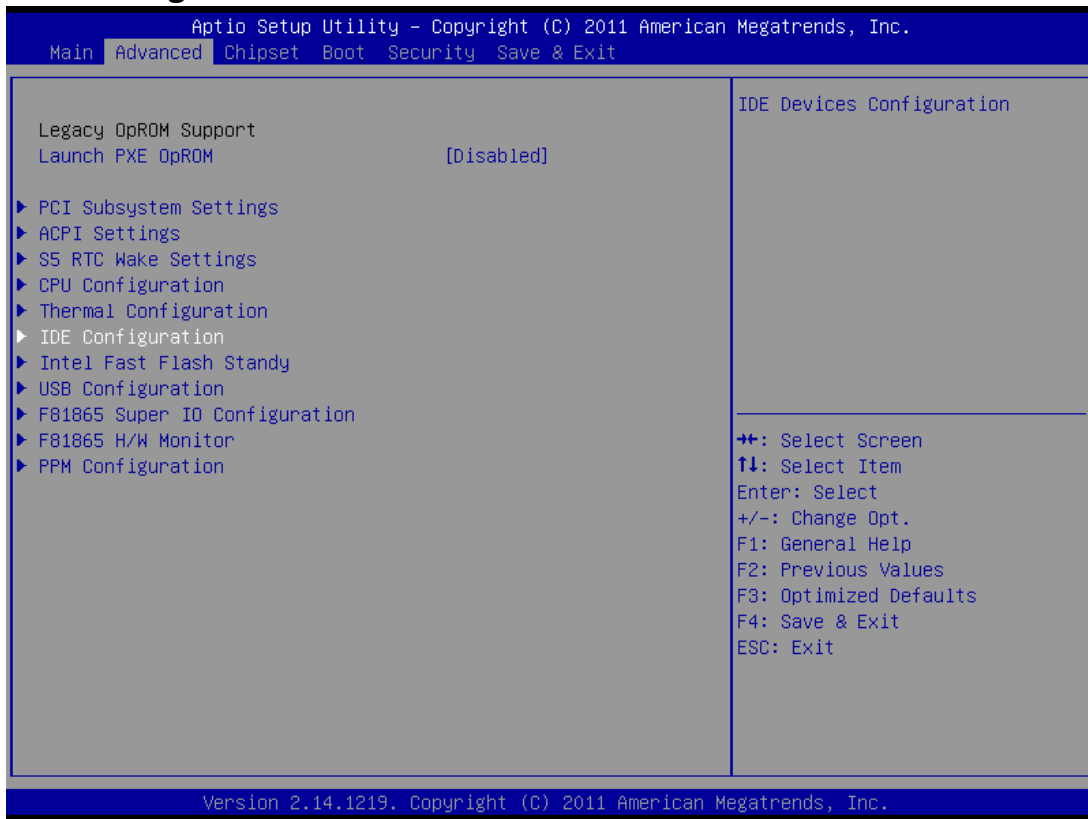 Aptio Setup Utility – Copyright (C) 2011 American Megatrends, Inc.
Main Advanced Chipset Boot Security Save & Exit
Legacy OpROM Support
Launch PXE OpROM [Disabled]
▶ PCI Subsystem Settings
▶ ACPI Settings
▶ S5 RTC Wake Settings
▶ CPU Configuration
▶ Thermal Configuration
▶ IDE Configuration
▶ Intel Fast Flash Standy
▶ USB Configuration
▶ F81865 Super IO Configuration
▶ F81865 H/W Monitor
▶ PPM Configuration
IDE Devices Configuration
→←: Select Screen
↑↓: Select Item
Enter: Select
+/-: Change Opt.
F1: General Help
F2: Previous Values
F3: Optimized Defaults
F4: Save & Exit
ESC: Exit
Version 2.14.1219. Copyright (C) 2011 American Megatrends, Inc.